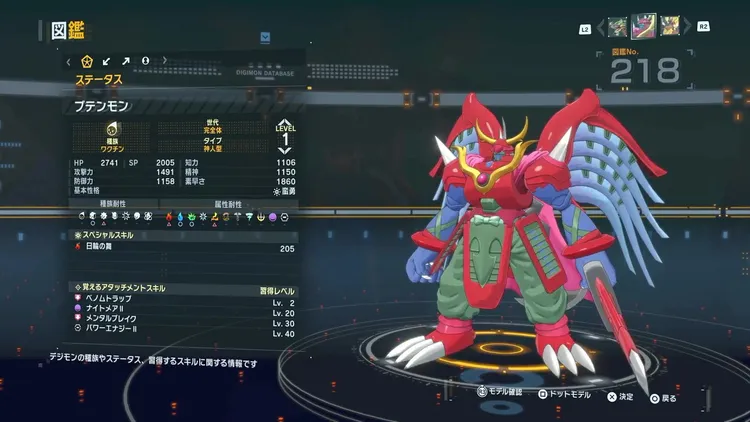 図鑑
L2
R2
図鑑No.
218
DIGIMON DATABASE
ステータス
ブテンモン
種族
ワクチン
世代
完全体
タイプ
神人型
LEVEL
1
HP 2741 SP 2005 知力 1106
攻撃力 1491 精神 1150
防御力 1158 素早さ 1860
基本性格 蛮勇
種族耐性 属性耐性
スペシャルスキル
日輪の舞 205
覚えるアタッチメントスキル 習得レベル
ベノムトラップ Lv. 2
ナイトメアⅡ Lv. 20
メンタルブレイク Lv. 30
パワーエナジーⅡ Lv. 40
デジモンの種族やステータス、習得するスキルに関する情報です
モデル確認 ドットモデル 決定 戻る